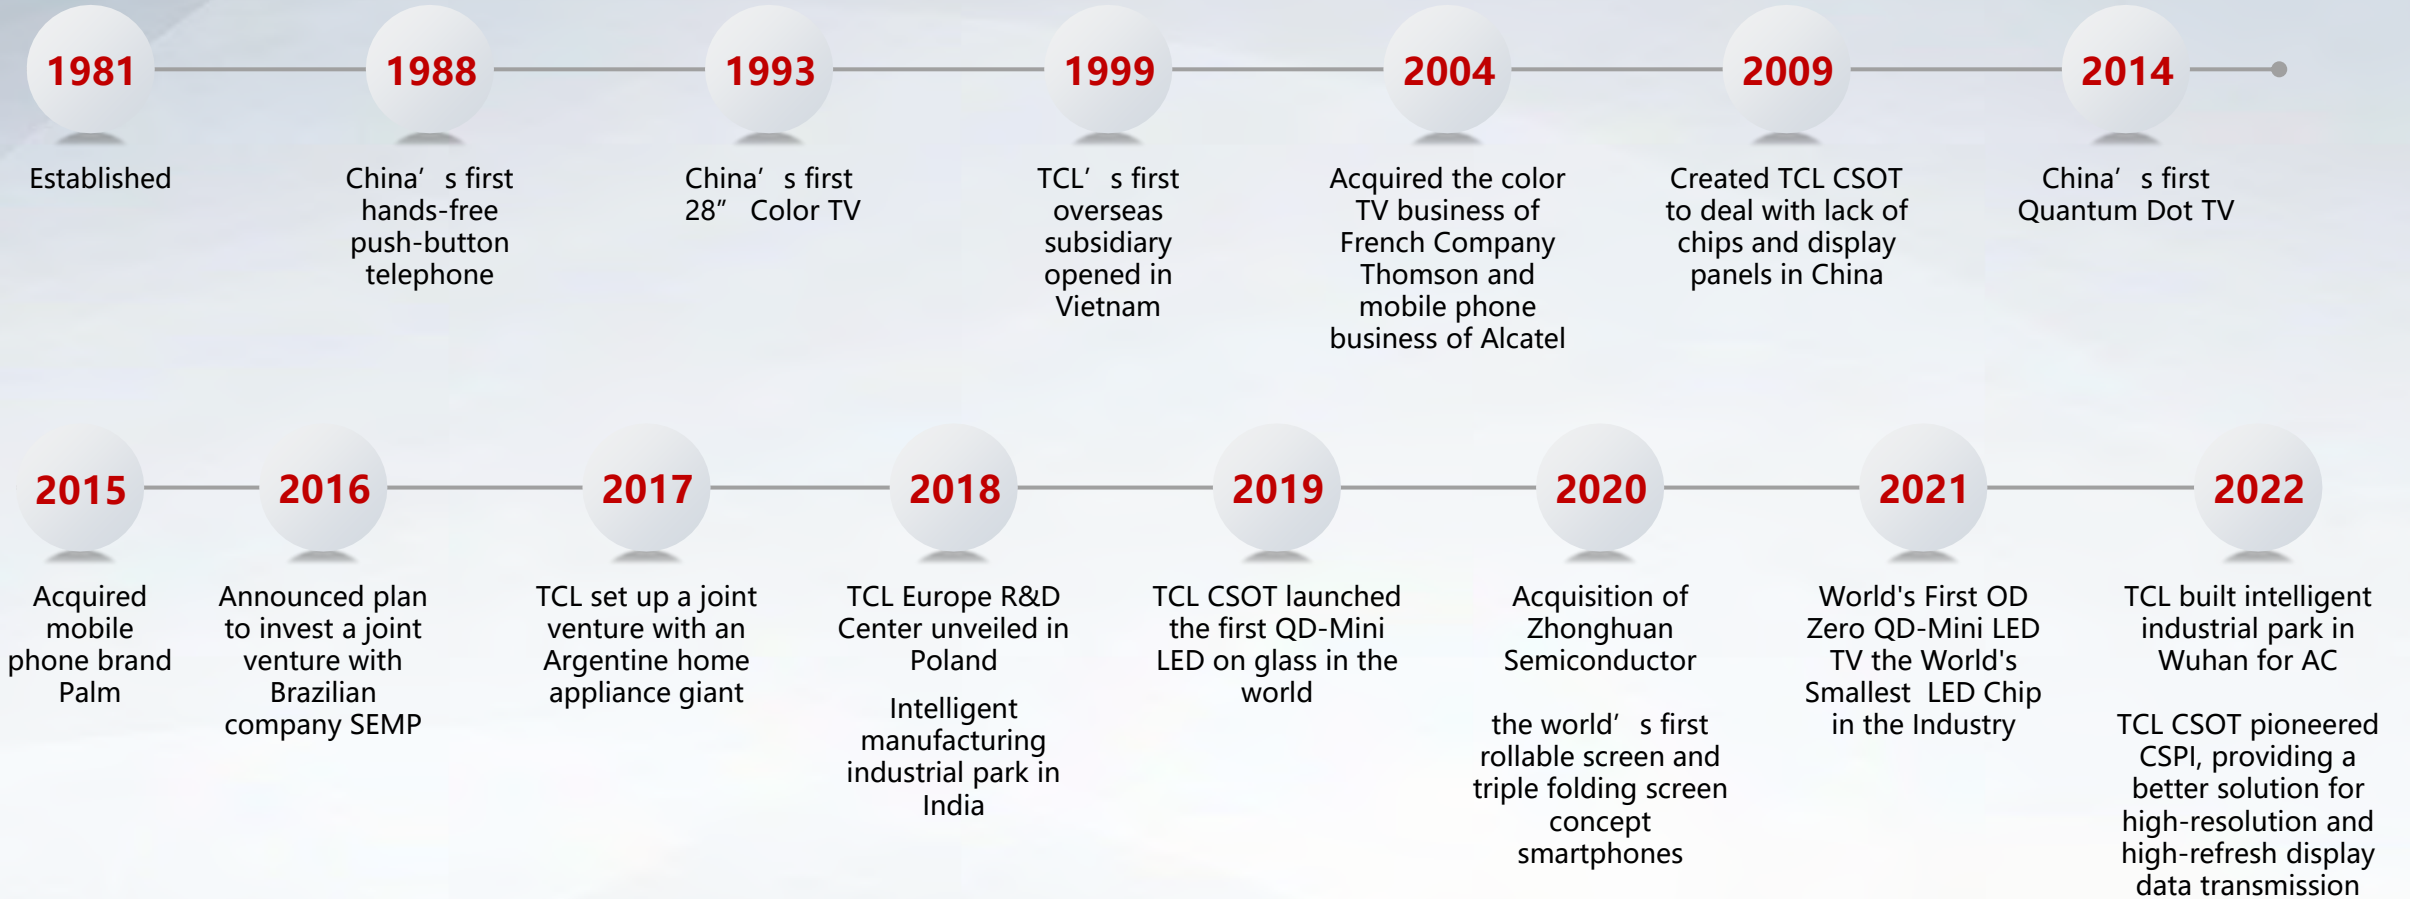 1981
Established
1988
China’s first
hands-free
push-button
telephone
1993
China’s first
28” Color TV
1999
TCL’s first
overseas
subsidiary
opened in
Vietnam
2004
Acquired the color
TV business of
French Company
Thomson and
mobile phone
business of Alcatel
2009
Created TCL CSOT
to deal with lack of
chips and display
panels in China
2014
China’s first
Quantum Dot TV
2015
Acquired
mobile
phone brand
Palm
2016
Announced plan
to invest a joint
venture with
Brazilian
company SEMP
2017
TCL set up a joint
venture with an
Argentine home
appliance giant
2018
TCL Europe R&D
Center unveiled in
Poland
Intelligent
manufacturing
industrial park in
India
2019
TCL CSOT launched
the first QD-Mini
LED on glass in the
world
2020
Acquisition of
Zhonghuan
Semiconductor
the world’s first
rollable screen and
triple folding screen
concept
smartphones
2021
World's First OD
Zero QD-Mini LED
TV the World's
Smallest LED Chip
in the Industry
2022
TCL built intelligent
industrial park in
Wuhan for AC
TCL CSOT pioneered
CSPI, providing a
better solution for
high-resolution and
high-refresh display
data transmission